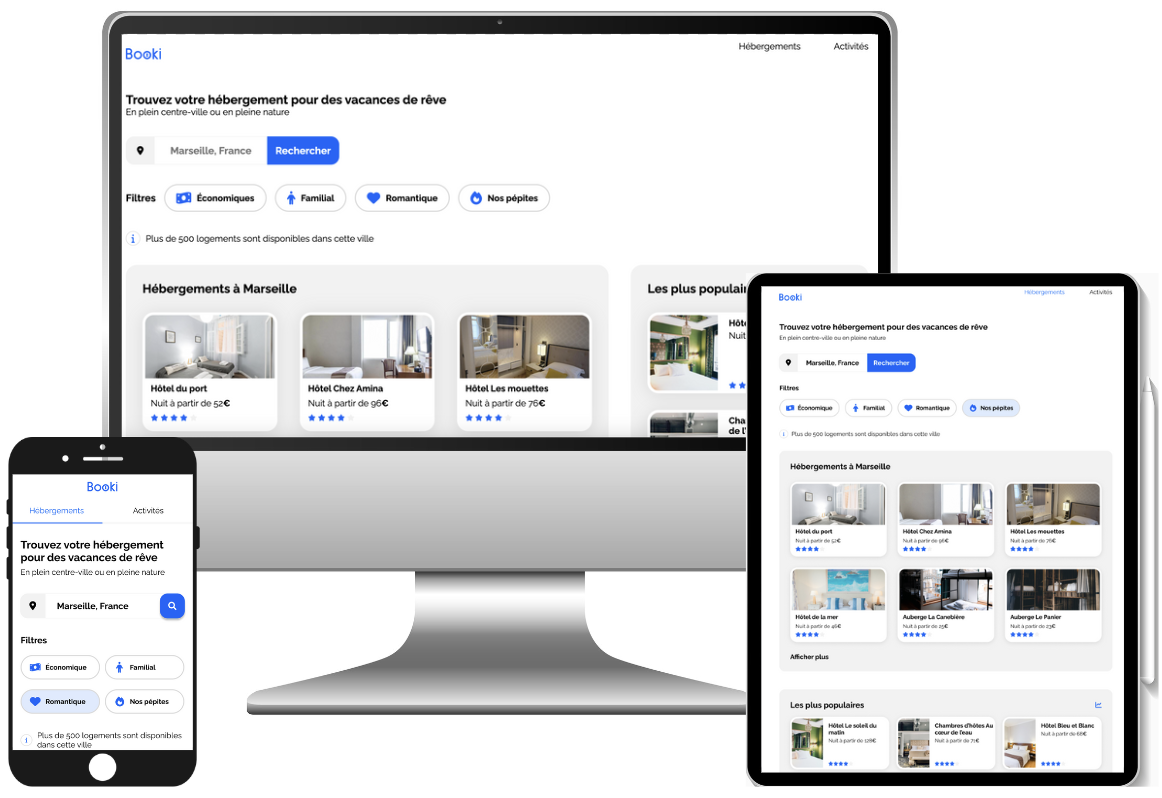 Booki
Hébergements
Activités
Trouvez votre hébergement pour des vacances de rêve
En plein centre-ville ou en pleine nature
Marseille, France
Rechercher
Filtres
Économiques
Familial
Romantique
Nos pépites
Plus de 500 logements sont disponibles dans cette ville
Hébergements à Marseille
Hôtel du port
Nuit à partir de 52€
Hôtel Chez Amina
Nuit à partir de 96€
Hôtel Les mouettes
Nuit à partir de 76€
Les plus populai
Hôt
Nuit
Cha
de l'
Booki
Hébergements
Activités
Trouvez votre hébergement pour des vacances de rêve
En plein centre-ville ou en pleine nature
Marseille, France
Rechercher
Filtres
Économique
Familial
Romantique
Nos pépites
Plus de 500 logements sont disponibles dans cette ville
Hébergements à Marseille
Hôtel du port
Nuit à partir de 52€
Hôtel Chez Amina
Nuit à partir de 96€
Hôtel Les mouettes
Nuit à partir de 76€
Hôtel de la mer
Nuit à partir de 46€
Auberge La Canebière
Nuit à partir de 25€
Auberge Le Panier
Nuit à partir de 23€
Afficher plus
Les plus populaires
Hôtel Le soleil du
matin
Nuit à partir de 128€
Chambres d'hôtes Au
cœur de l'eau
Nuit à partir de 71€
Hôtel Bleu et Blanc
Nuit à partir de 68€
Booki
Hébergements
Activités
Trouvez votre hébergement
pour des vacances de rêve
En plein centre-ville ou en pleine nature
Marseille, France
Filtres
Économique
Familial
Romantique
Nos pépites
Plus de 500 logements sont disponibles
dans cette ville